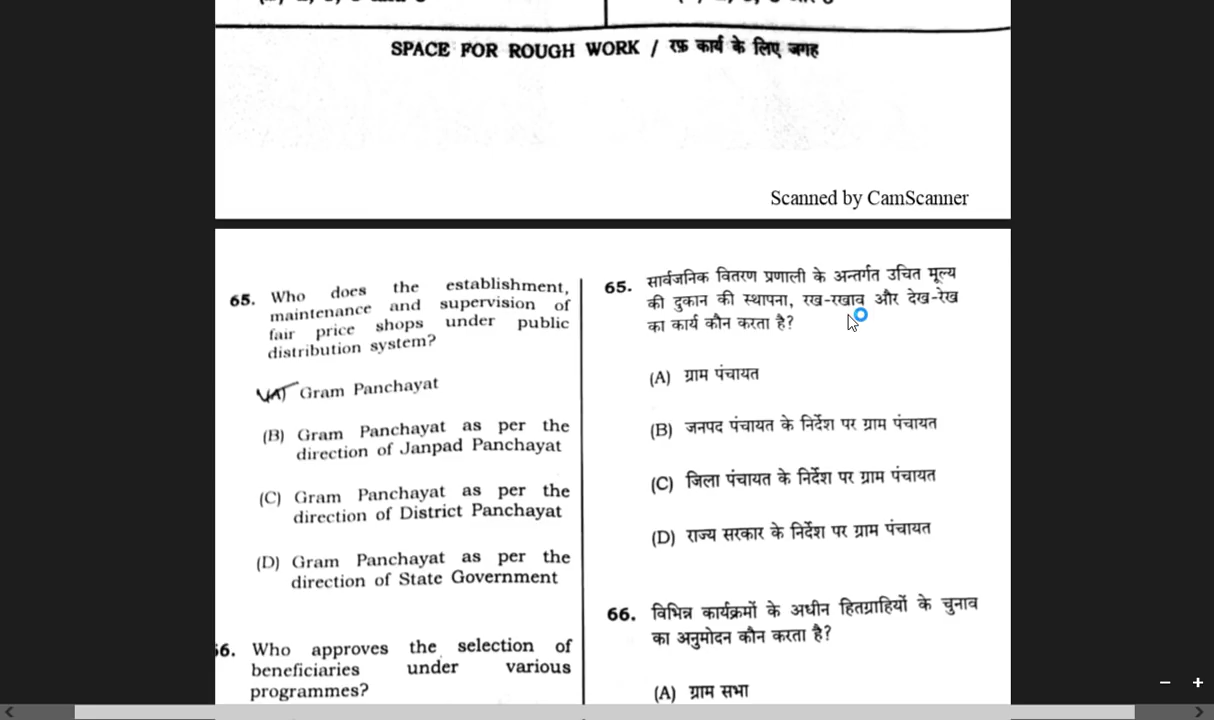 SPACE FOR ROUGH WORK / रफ़ कार्य के लिए जगह
Scanned by CamScanner
65. Who does the establishment,
maintenance and supervision of
fair price shops under public
distribution system?
Gram Panchayat
(B) Gram Panchayat as per the
direction of Janpad Panchayat
(C) Gram Panchayat as per the
direction of District Panchayat
(D) Gram Panchayat as per the
direction of State Government
66. Who approves the selection of
beneficiaries under various
programmes?
65. सार्वजनिक वितरण प्रणाली के अन्तर्गत उचित मूल्य
की दुकान की स्थापना, रख-रखाव और देख-रेख
का कार्य कौन करता है?
(A) ग्राम पंचायत
(B) जनपद पंचायत के निर्देश पर ग्राम पंचायत
(C) जिला पंचायत के निर्देश पर ग्राम पंचायत
(D) राज्य सरकार के निर्देश पर ग्राम पंचायत
66. विभिन्न कार्यक्रमों के अधीन हितग्राहियों के चुनाव
का अनुमोदन कौन करता है?
(A) ग्राम सभा